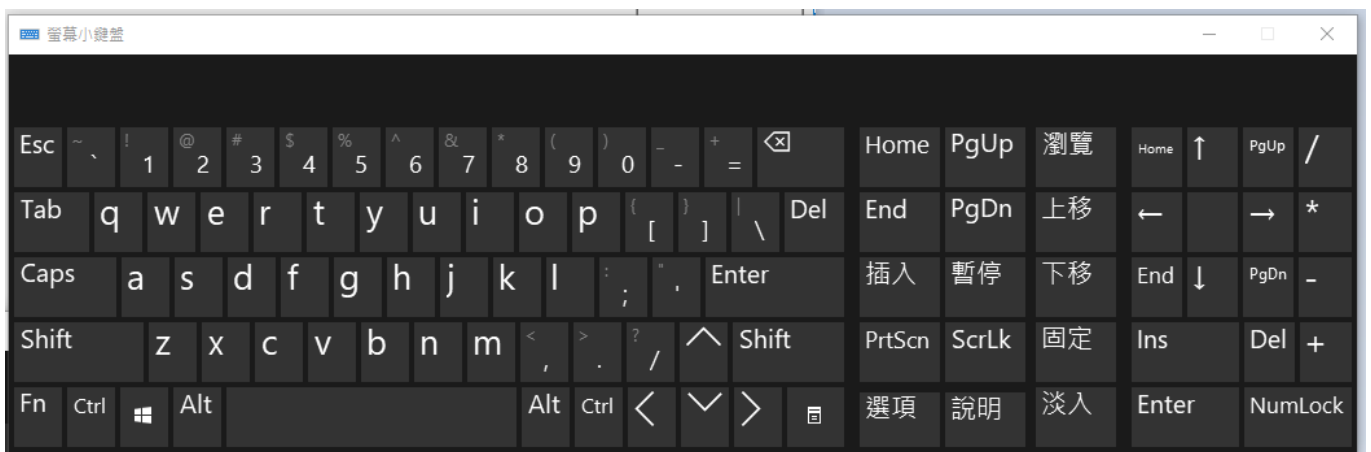 螢幕小鍵盤
Esc ~ ` ! 1 @ 2 # 3 $ 4 % 5 ^ 6 & 7 * 8 ( 9 ) 0 _ - + = Home PgUp 瀏覽 Home ↑ PgUp /
Tab q w e r t y u i o p { [ } ] | \ Del End PgDn 上移 ← → *
Caps a s d f g h j k l : ; " ' Enter 插入 暫停 下移 End ↓ PgDn -
Shift z x c v b n m < , > . ? / Shift PrtScn ScrLk 固定 Ins Del +
Fn Ctrl Alt Alt Ctrl 選項 說明 淡入 Enter NumLock